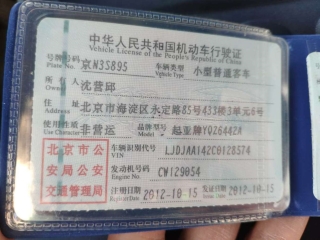 中华人民共和国机动车行驶证
Vehicle License of the People's Republic of China
号牌号码 京N35895 车辆类型 小型普通客车
Plate No. Vehicle Type
所有人 沈营邱
Owner
住址 北京市海淀区永定路85号433楼3单元6号
Address
使用性质 非营运 品牌型号 起亚牌YQZ6442A
Use Character Model
北京市公安局公安交通管理局
车辆识别代号 LJDJAA142C0128574
VIN
发动机号码 CW129054
Engine No.
注册日期 2012-10-15 发证日期 2012-10-15
Register Date Issue Date